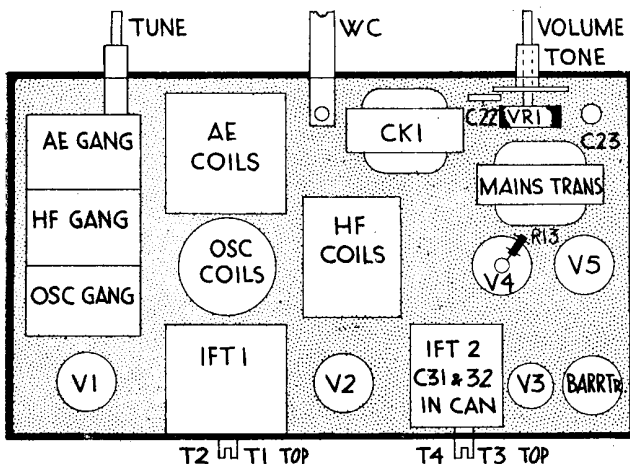 TUNE
WC
VOLUME
TONE
AE GANG
AE
COILS
CK1
C22
VR1
C23
MAINS TRANS
HF GANG
OSC
COILS
HF
COILS
R13
V4
V5
OSC GANG
V1
IFT 1
V2
IFT 2
C31 & 32
IN CAN
V3
BARRTR.
T2 T1 TOP
T4 T3 TOP